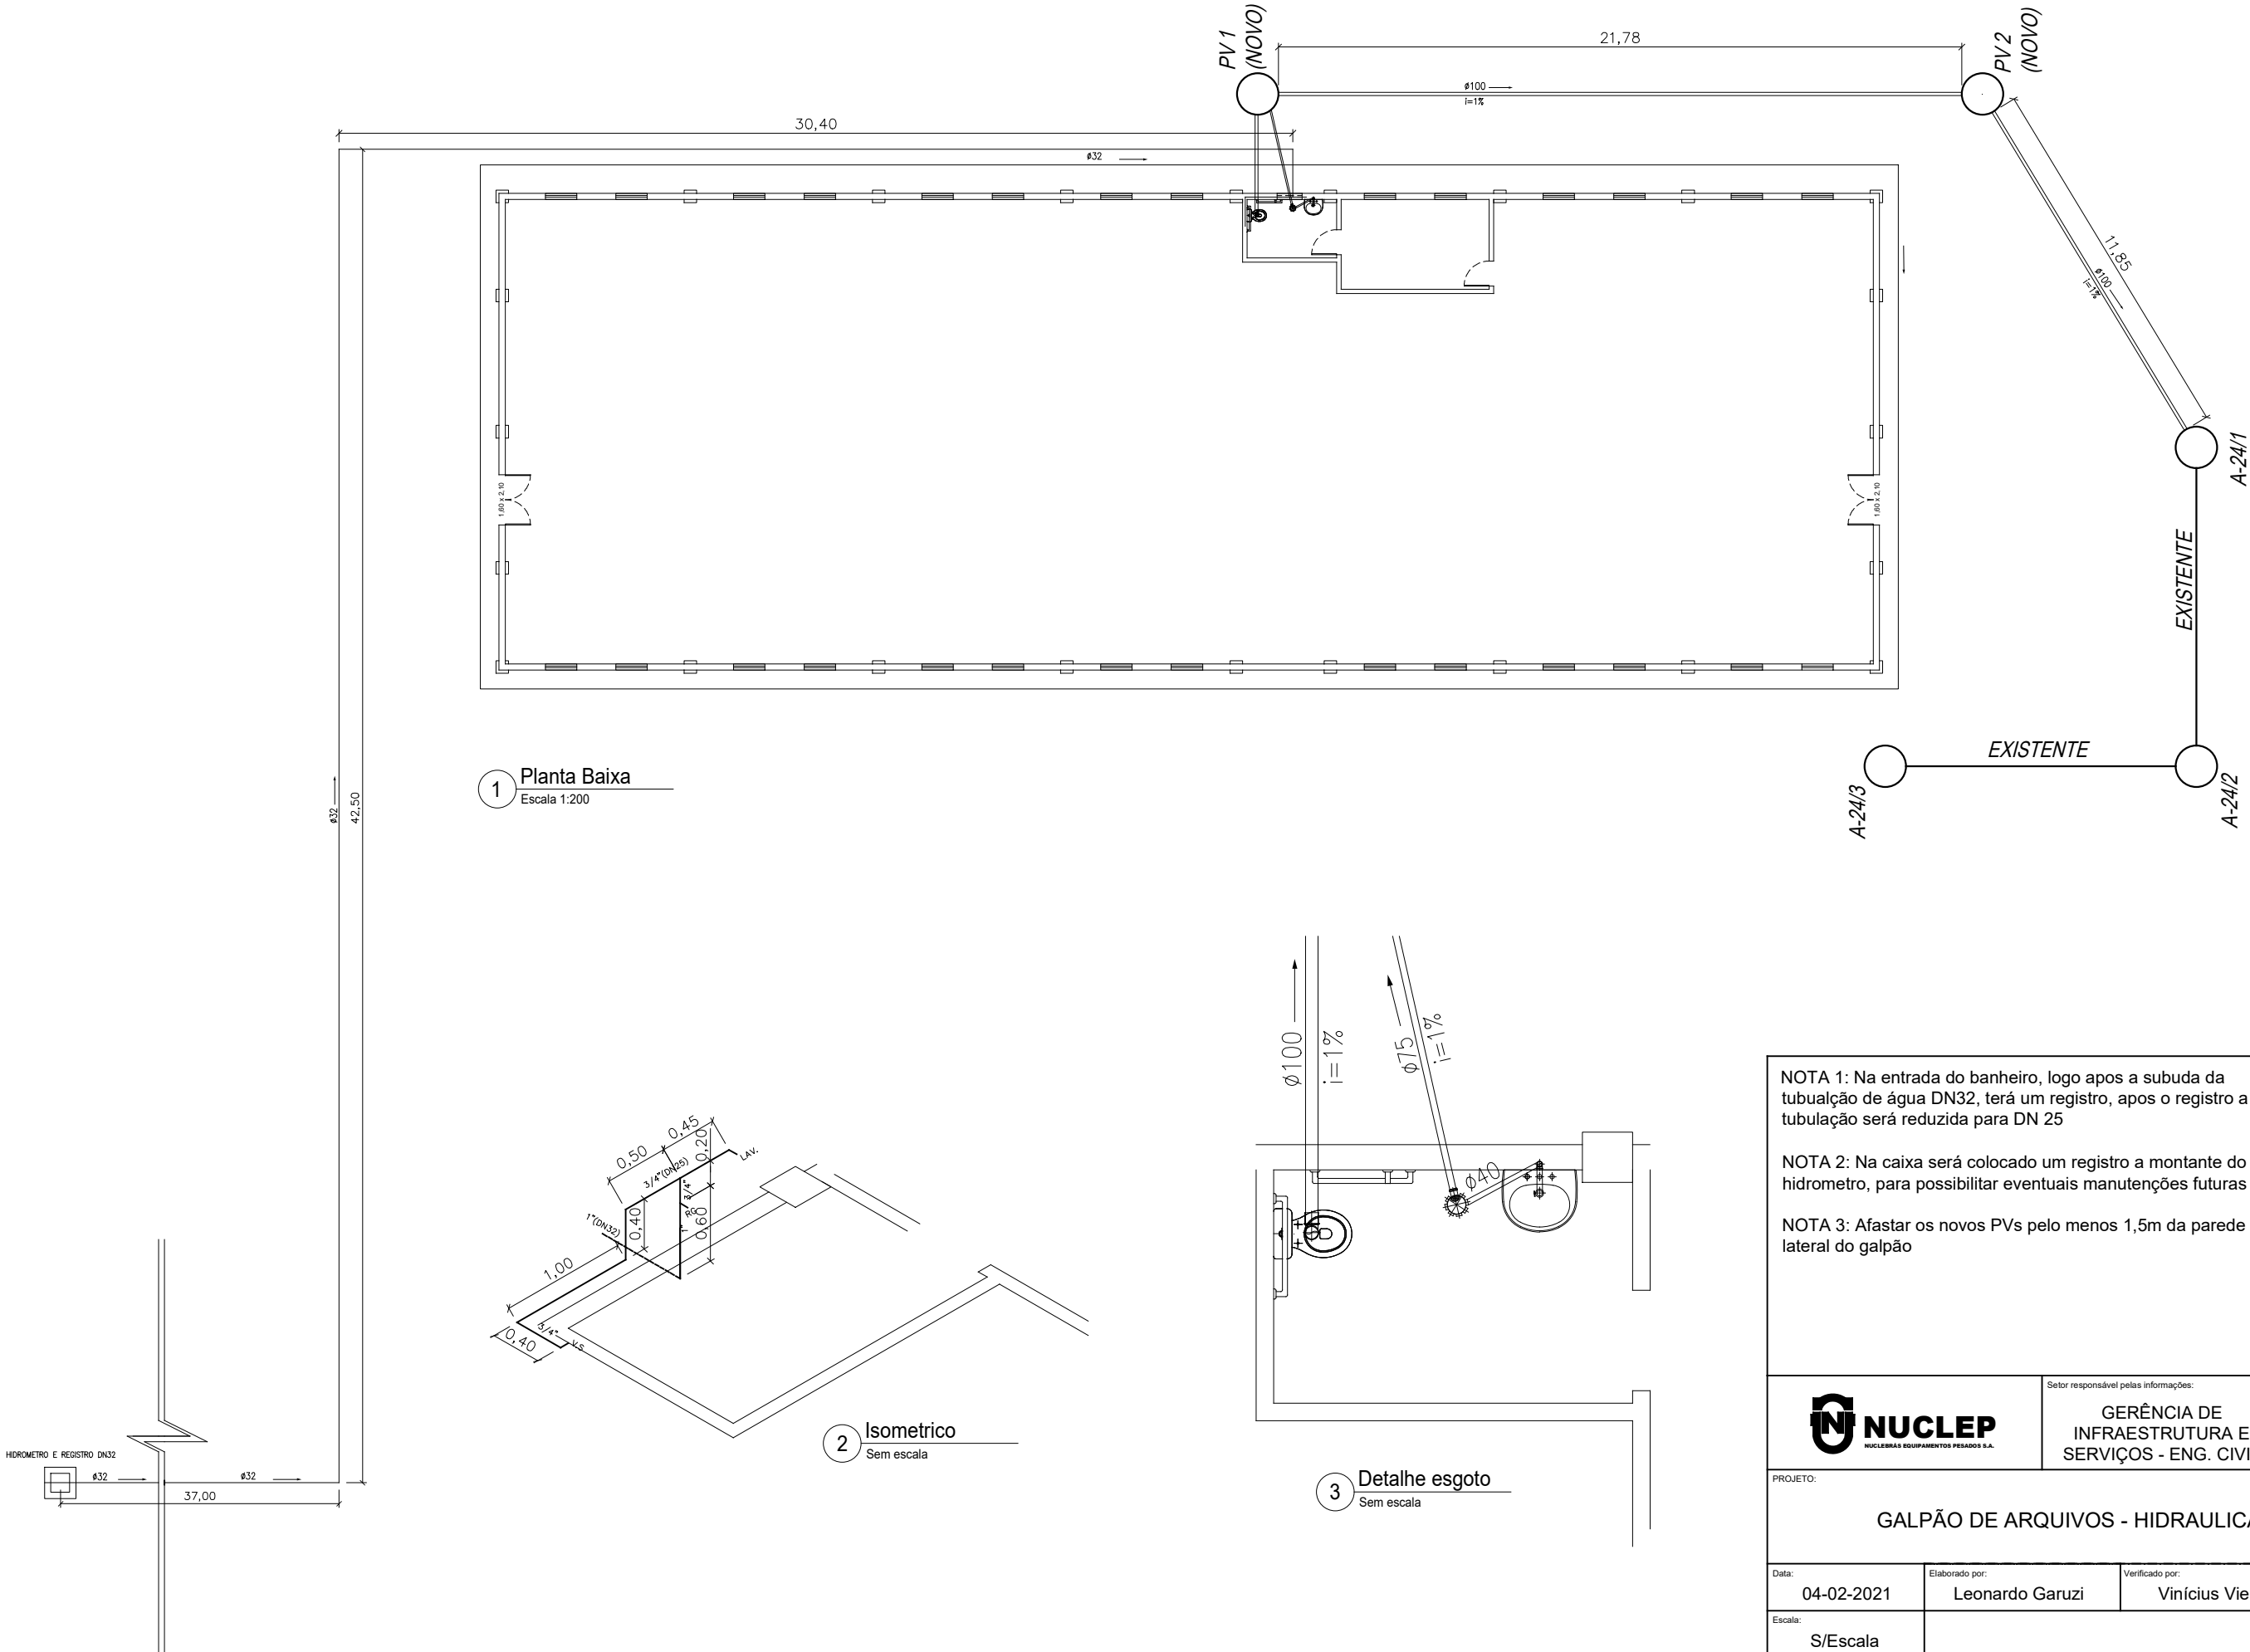 PV 1
(NOVO)
21,78
PV 2
(NOVO)
ø100
i=1%
30,40
ø32
11,85
ø100
i=1%
A-24/1
1,60 x 2,10
1,60 x 2,10
EXISTENTE
EXISTENTE
A-24/3
A-24/2
1
Planta Baixa
Escala 1:200
ø32
42,50
HIDROMETRO E REGISTRO DN32
ø32
ø32
37,00
0,50
0,45
0,20
LAV.
3/4"(DN25)
3/4"
RG
1"
0,60
0,40
1"(DN32)
1,00
0,40
3/4"
V.S
2
Isometrico
Sem escala
ø100
i=1%
ø75
i=1%
ø40
3
Detalhe esgoto
Sem escala
NOTA 1: Na entrada do banheiro, logo apos a subuda da
tubualção de água DN32, terá um registro, apos o registro a
tubulação será reduzida para DN 25
NOTA 2: Na caixa será colocado um registro a montante do
hidrometro, para possibilitar eventuais manutenções futuras
NOTA 3: Afastar os novos PVs pelo menos 1,5m da parede
lateral do galpão
NUCLEP
NUCLEBRÁS EQUIPAMENTOS PESADOS S.A.
Setor responsável pelas informações:
GERÊNCIA DE
INFRAESTRUTURA E
SERVIÇOS - ENG. CIVI
PROJETO:
GALPÃO DE ARQUIVOS - HIDRAULICA
Data:
04-02-2021
Elaborado por:
Leonardo Garuzi
Verificado por:
Vinícius Vie
Escala:
S/Escala